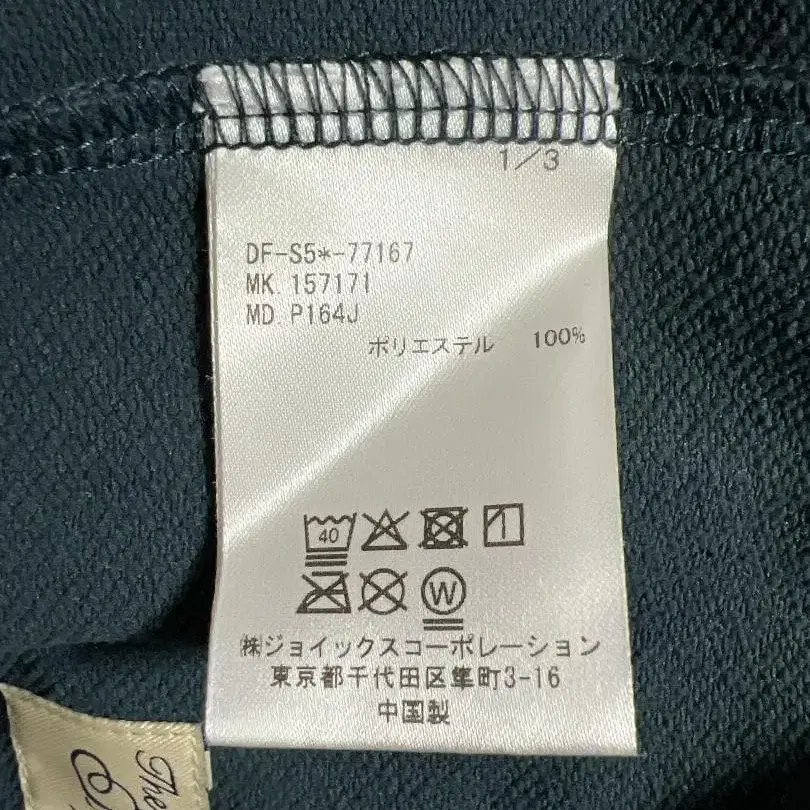 1/3
DF-S5*-77167
MK 157171
MD P164J
ポリエステル 100%
40
W
㈱ジョイックスコーポレーション
東京都千代田区隼町3-16
中国製
The